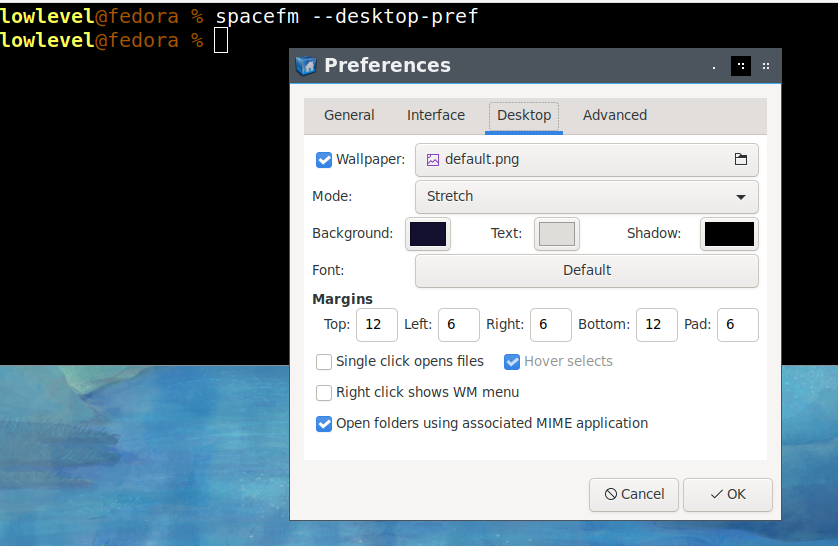 lowlevel@fedora % spacefm --desktop-pref
lowlevel@fedora %
Preferences
General Interface Desktop Advanced
Wallpaper: default.png
Mode: Stretch
Background: Text: Shadow:
Font: Default
Margins
Top: 12 Left: 6 Right: 6 Bottom: 12 Pad: 6
Single click opens files Hover selects
Right click shows WM menu
Open folders using associated MIME application
Cancel OK